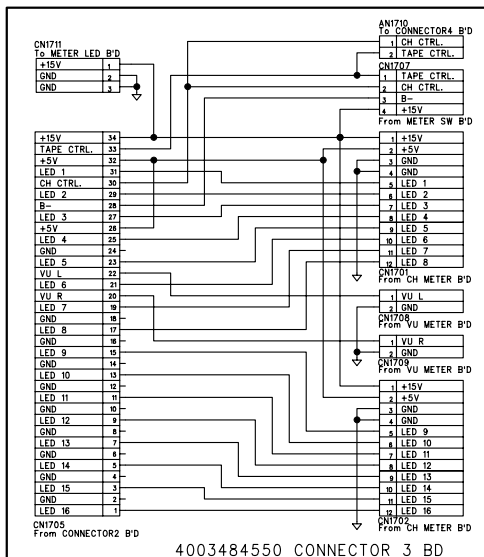 CN1711
To METER LED B'D
+15V 1
GND 2
GND 3
AN1710
To CONNECTOR4 B'D
1 CH CTRL.
2 TAPE CTRL.
CN1707
1 TAPE CTRL.
2 CH CTRL.
3 B-
4 +15V
From METER SW B'D
+15V 34
TAPE CTRL. 33
+5V 32
LED 1 31
CH CTRL. 30
LED 2 29
B- 28
LED 3 27
+5V 26
LED 4 25
GND 24
LED 5 23
VU L 22
LED 6 21
VU R 20
LED 7 19
GND 18
LED 8 17
GND 16
LED 9 15
GND 14
LED 10 13
GND 12
LED 11 11
GND 10
LED 12 9
GND 8
LED 13 7
GND 6
LED 14 5
GND 4
LED 15 3
GND 2
LED 16 1
CN1705
From CONNECTOR2 B'D
1 +15V
2 +5V
3 GND
4 GND
5 LED 1
6 LED 2
7 LED 3
8 LED 4
9 LED 5
10 LED 6
11 LED 7
12 LED 8
CN1701
From CH METER B'D
1 VU L
2 GND
CN1708
From VU METER B'D
1 VU R
2 GND
CN1709
From VU METER B'D
1 +15V
2 +5V
3 GND
4 GND
5 LED 9
6 LED 10
7 LED 11
8 LED 12
9 LED 13
10 LED 14
11 LED 15
12 LED 16
CN1702
From CH METER B'D
4003484550 CONNECTOR 3 BD